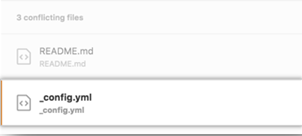 3 conflicting files
README.md
README.md
_config.yml
_config.yml